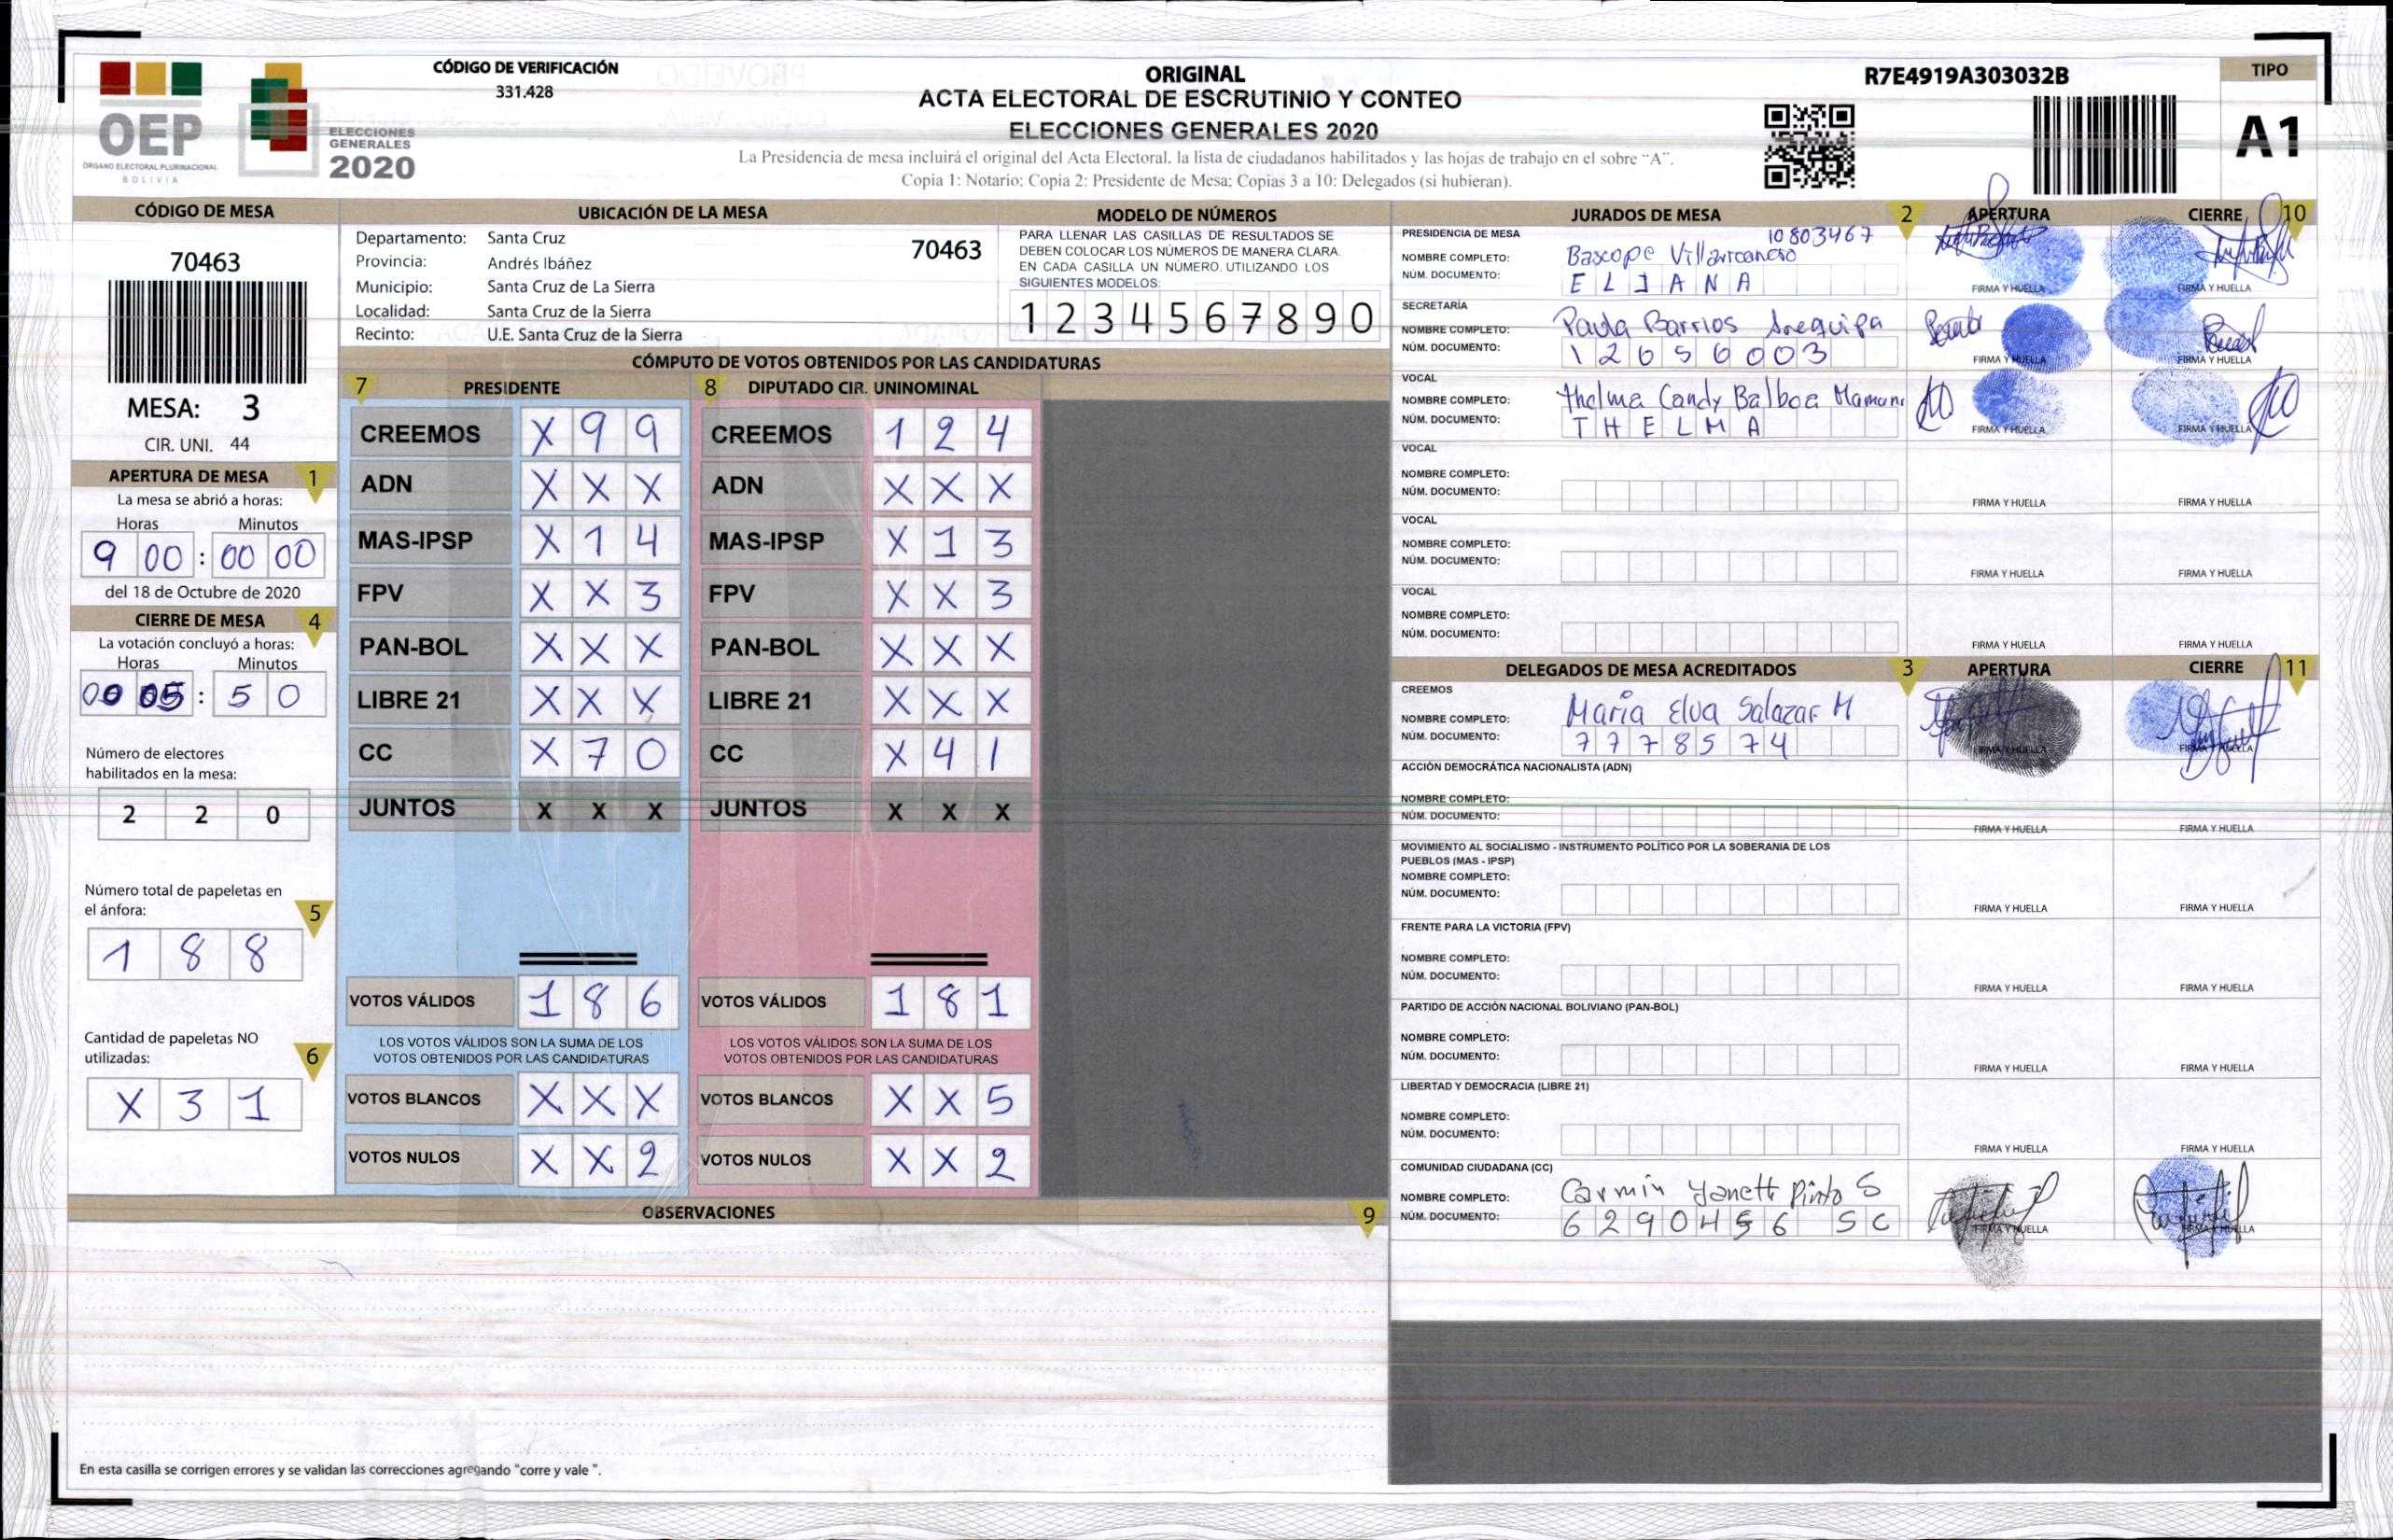 CÓDIGO DE VERIFICACIÓN
331.428
OEP
ÓRGANO ELECTORAL PLURINACIONAL
BOLIVIA
ELECCIONES
GENERALES
2020
ORIGINAL
ACTA ELECTORAL DE ESCRUTINIO Y CONTEO
ELECCIONES GENERALES 2020
La Presidencia de mesa incluirá el original del Acta Electoral, la lista de ciudadanos habilitados y las hojas de trabajo en el sobre "A".
Copia 1: Notario; Copia 2: Presidente de Mesa; Copias 3 a 10: Delegados (si hubieran).
R7E4919A303032B
TIPO
A1
CÓDIGO DE MESA
70463
MESA: 3
CIR. UNI. 44
APERTURA DE MESA 1
La mesa se abrió a horas:
Horas Minutos
9 00 : 00 00
del 18 de Octubre de 2020
CIERRE DE MESA 4
La votación concluyó a horas:
Horas Minutos
00 05 : 5 0
Número de electores
habilitados en la mesa:
2 2 0
Número total de papeletas en
el ánfora: 5
1 8 8
Cantidad de papeletas NO
utilizadas: 6
X 3 1
UBICACIÓN DE LA MESA
Departamento: Santa Cruz 70463
Provincia: Andrés Ibáñez
Municipio: Santa Cruz de La Sierra
Localidad: Santa Cruz de la Sierra
Recinto: U.E. Santa Cruz de la Sierra
MODELO DE NÚMEROS
PARA LLENAR LAS CASILLAS DE RESULTADOS SE
DEBEN COLOCAR LOS NÚMEROS DE MANERA CLARA.
EN CADA CASILLA UN NÚMERO, UTILIZANDO LOS
SIGUIENTES MODELOS:
1 2 3 4 5 6 7 8 9 0
CÓMPUTO DE VOTOS OBTENIDOS POR LAS CANDIDATURAS
7 PRESIDENTE 8 DIPUTADO CIR. UNINOMINAL
CREEMOS X 9 9 CREEMOS 1 2 4
ADN X X X ADN X X X
MAS-IPSP X 1 4 MAS-IPSP X 1 3
FPV X X 3 FPV X X 3
PAN-BOL X X X PAN-BOL X X X
LIBRE 21 X X X LIBRE 21 X X X
CC X 7 0 CC X 4 1
JUNTOS X X X JUNTOS X X X
VOTOS VÁLIDOS 1 8 6 VOTOS VÁLIDOS 1 8 1
LOS VOTOS VÁLIDOS SON LA SUMA DE LOS LOS VOTOS VÁLIDOS SON LA SUMA DE LOS
VOTOS OBTENIDOS POR LAS CANDIDATURAS VOTOS OBTENIDOS POR LAS CANDIDATURAS
VOTOS BLANCOS X X X VOTOS BLANCOS X X 5
VOTOS NULOS X X 2 VOTOS NULOS X X 2
OBSERVACIONES 9
En esta casilla se corrigen errores y se validan las correcciones agregando "corre y vale ".
JURADOS DE MESA 2 APERTURA CIERRE 10
PRESIDENCIA DE MESA 10803467
NOMBRE COMPLETO: Bascope
NÚM. DOCUMENTO: E L I A N A
FIRMA Y HUELLA FIRMA Y HUELLA
SECRETARÍA
NOMBRE COMPLETO: Paula Barrios Arequipa
NÚM. DOCUMENTO: 1 2 6 5 6 0 0 3
FIRMA Y HUELLA FIRMA Y HUELLA
VOCAL
NOMBRE COMPLETO: Thelma Candy Balboa Mamani
NÚM. DOCUMENTO: T H E L M A
FIRMA Y HUELLA FIRMA Y HUELLA
VOCAL
NOMBRE COMPLETO:
NÚM. DOCUMENTO:
FIRMA Y HUELLA FIRMA Y HUELLA
VOCAL
NOMBRE COMPLETO:
NÚM. DOCUMENTO:
FIRMA Y HUELLA FIRMA Y HUELLA
VOCAL
NOMBRE COMPLETO:
NÚM. DOCUMENTO:
FIRMA Y HUELLA FIRMA Y HUELLA
DELEGADOS DE MESA ACREDITADOS 3 APERTURA CIERRE 11
CREEMOS
NOMBRE COMPLETO: Maria Elva Salazar M
NÚM. DOCUMENTO: 7 7 7 8 5 7 4
FIRMA Y HUELLA FIRMA Y HUELLA
ACCIÓN DEMOCRÁTICA NACIONALISTA (ADN)
NOMBRE COMPLETO:
NÚM. DOCUMENTO:
FIRMA Y HUELLA FIRMA Y HUELLA
MOVIMIENTO AL SOCIALISMO - INSTRUMENTO POLÍTICO POR LA SOBERANIA DE LOS
PUEBLOS (MAS - IPSP)
NOMBRE COMPLETO:
NÚM. DOCUMENTO:
FIRMA Y HUELLA FIRMA Y HUELLA
FRENTE PARA LA VICTORIA (FPV)
NOMBRE COMPLETO:
NÚM. DOCUMENTO:
FIRMA Y HUELLA FIRMA Y HUELLA
PARTIDO DE ACCIÓN NACIONAL BOLIVIANO (PAN-BOL)
NOMBRE COMPLETO:
NÚM. DOCUMENTO:
FIRMA Y HUELLA FIRMA Y HUELLA
LIBERTAD Y DEMOCRACIA (LIBRE 21)
NOMBRE COMPLETO:
NÚM. DOCUMENTO:
FIRMA Y HUELLA FIRMA Y HUELLA
COMUNIDAD CIUDADANA (CC)
NOMBRE COMPLETO: Carmin Yanett Pinto S
NÚM. DOCUMENTO: 6 2 9 0 4 5 6 S C
FIRMA Y HUELLA FIRMA Y HUELLA